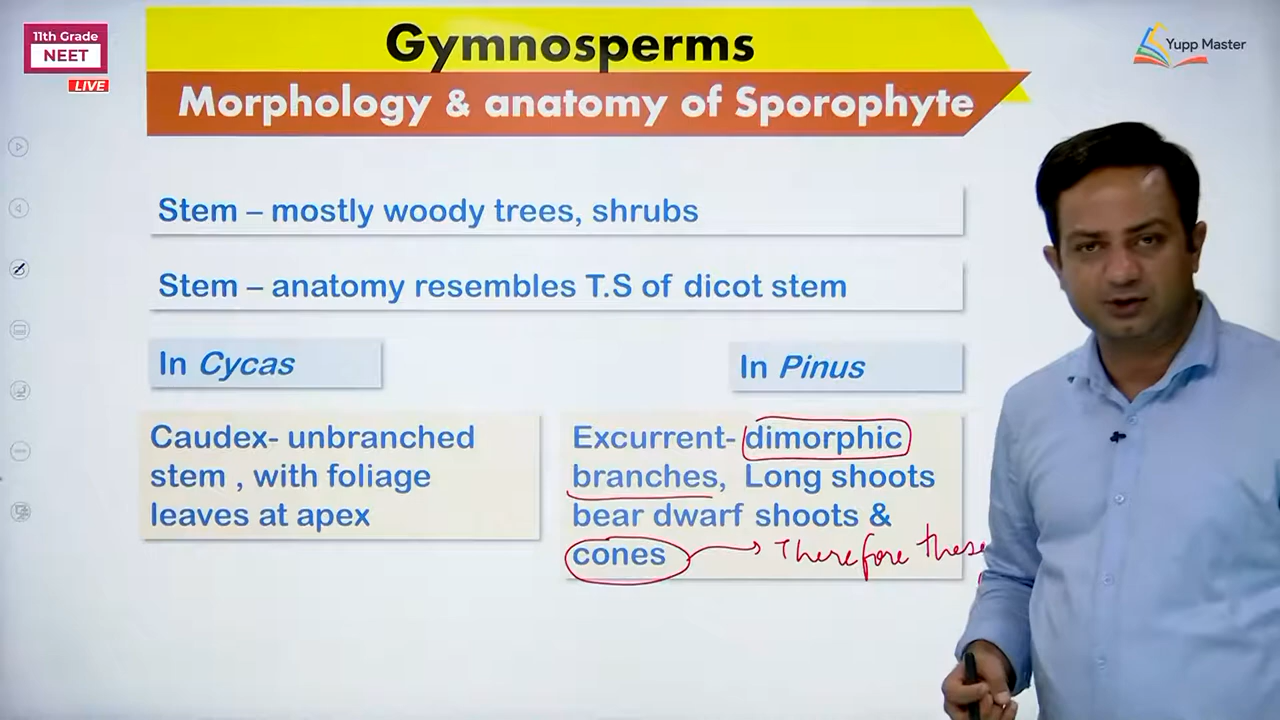 11th Grade
NEET
LIVE
Gymnosperms
Yupp Master
Morphology & anatomy of Sporophyte
Stem – mostly woody trees, shrubs
Stem – anatomy resembles T.S of dicot stem
In Cycas
In Pinus
Caudex- unbranched
stem , with foliage
leaves at apex
Excurrent- dimorphic
branches, Long shoots
bear dwarf shoots &
cones
Therefore these